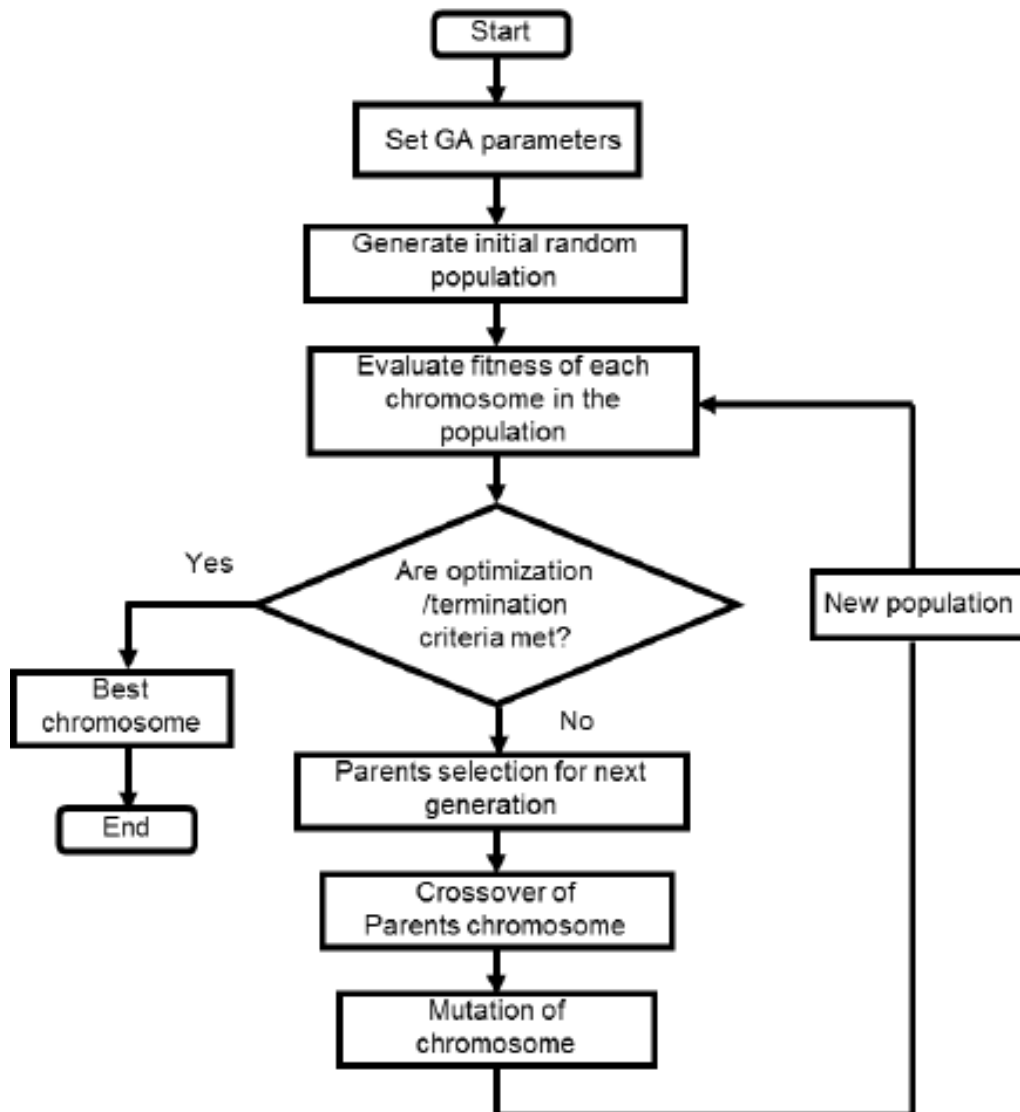 Start
Set GA parameters
Generate initial random
population
Evaluate fitness of each
chromosome in the
population
Are optimization
/termination
criteria met?
Yes
No
New population
Best
chromosome
End
Parents selection for next
generation
Crossover of
Parents chromosome
Mutation of
chromosome